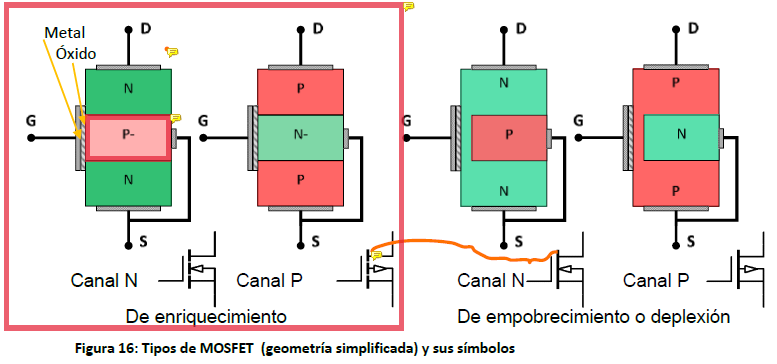 Metal
Óxido
D
N
G
P-
N
S
Canal N
D
P
G
N-
P
S
Canal P
De enriquecimiento
D
N
G
P
N
S
Canal N
D
P
G
N
P
S
Canal P
De empobrecimiento o deplexión
Figura 16: Tipos de MOSFET (geometría simplificada) y sus símbolos